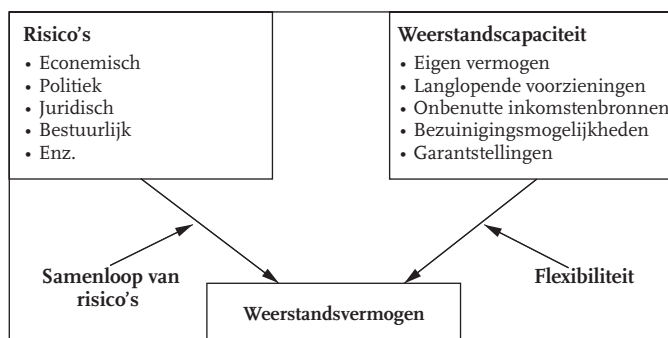 Risico's
• Economisch
• Politiek
• Juridisch
• Bestuurlijk
• Enz.
Weerstandscapaciteit
• Eigen vermogen
• Langlopende voorzieningen
• Onbenutte inkomstenbronnen
• Bezuinigingsmogelijkheden
• Garantstellingen
Samenloop van
risico's
Flexibiliteit
Weerstandsvermogen